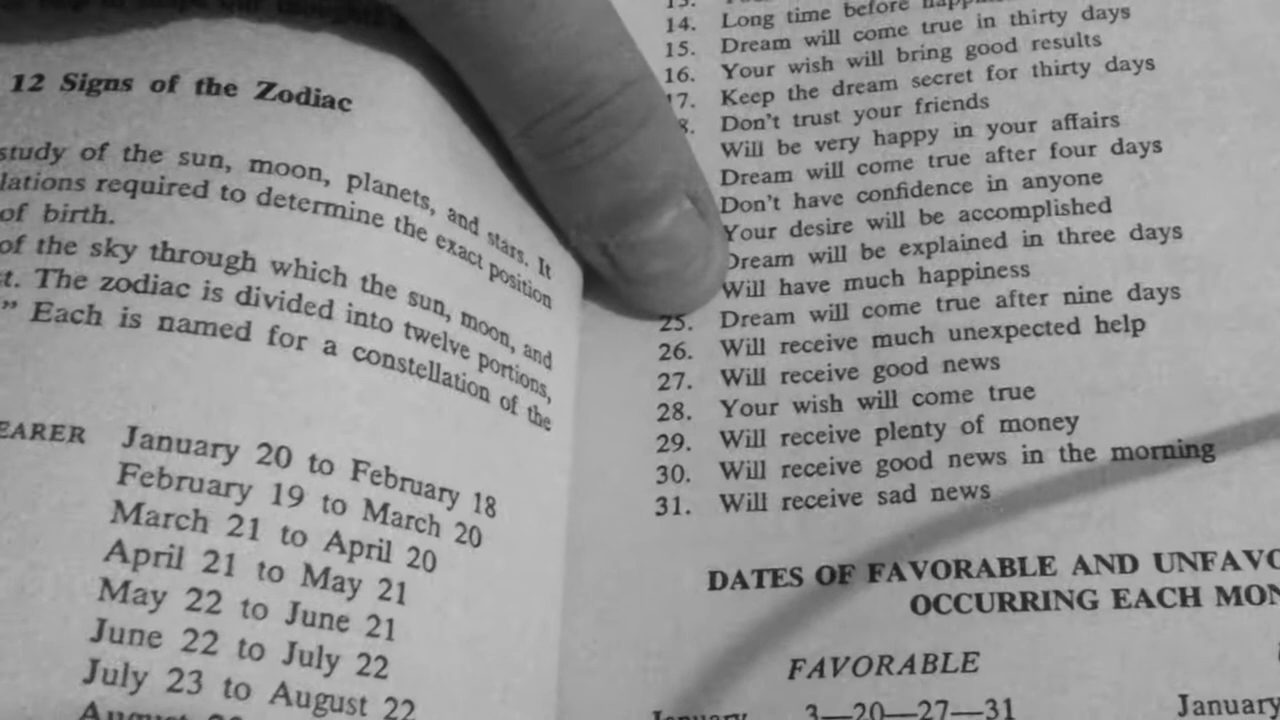 12 Signs of the Zodiac
study of the sun, moon, planets, and stars. It
lations required to determine the exact position
of birth.
of the sky through which the sun, moon, and
t. The zodiac is divided into twelve portions,
” Each is named for a constellation of the
EARER January 20 to February 18
February 19 to March 20
March 21 to April 20
April 21 to May 21
May 22 to June 21
June 22 to July 22
July 23 to August 22
14. Long time before
15. Dream will come true in thirty days
16. Your wish will bring good results
17. Keep the dream secret for thirty days
8. Don't trust your friends
Will be very happy in your affairs
Dream will come true after four days
Don't have confidence in anyone
Your desire will be accomplished
Dream will be explained in three days
Will have much happiness
25. Dream will come true after nine days
26. Will receive much unexpected help
27. Will receive good news
28. Your wish will come true
29. Will receive plenty of money
30. Will receive good news in the morning
31. Will receive sad news
DATES OF FAVORABLE AND UNFAVO
OCCURRING EACH MON
FAVORABLE
January 3—20—27—31 January